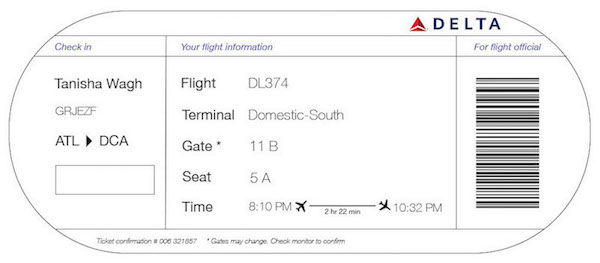 DELTA
Check in
Your flight information
For flight official
Tanisha Wagh
GRJEZF
ATL DCA
Flight DL374
Terminal Domestic-South
Gate * 11 B
Seat 5 A
Time 8:10 PM 2 hr 22 min 10:32 PM
Ticket confirmation # 006 321657 * Gates may change. Check monitor to confirm